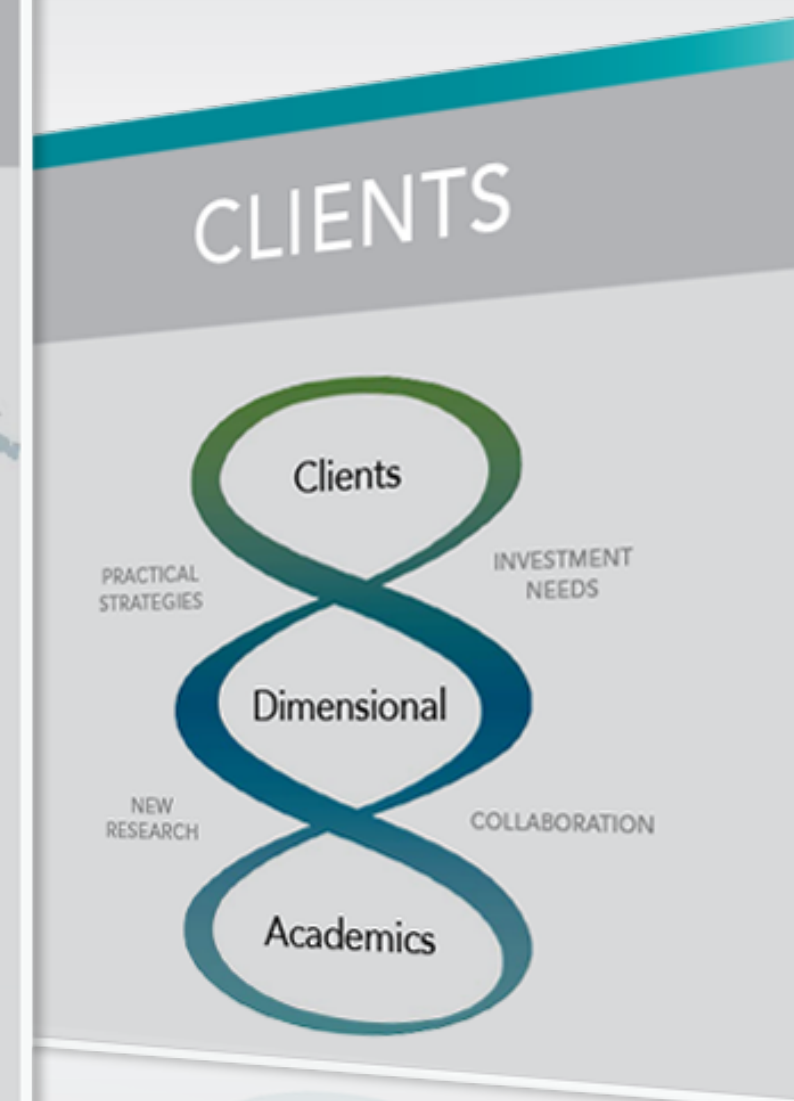 CLIENTS
Clients
PRACTICAL
STRATEGIES
INVESTMENT
NEEDS
Dimensional
NEW
RESEARCH
COLLABORATION
Academics